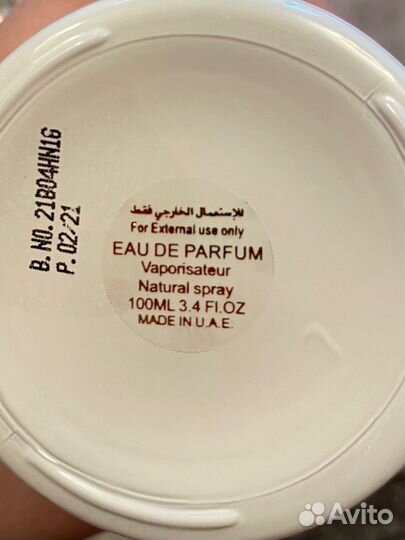 B. NO. 21B04HN1G
P. 02/21
للإستعمال الخارجي فقط
For External use only
EAU DE PARFUM
Vaporisateur
Natural spray
100ML 3.4 Fl.OZ
MADE IN U.A.E.
Avito